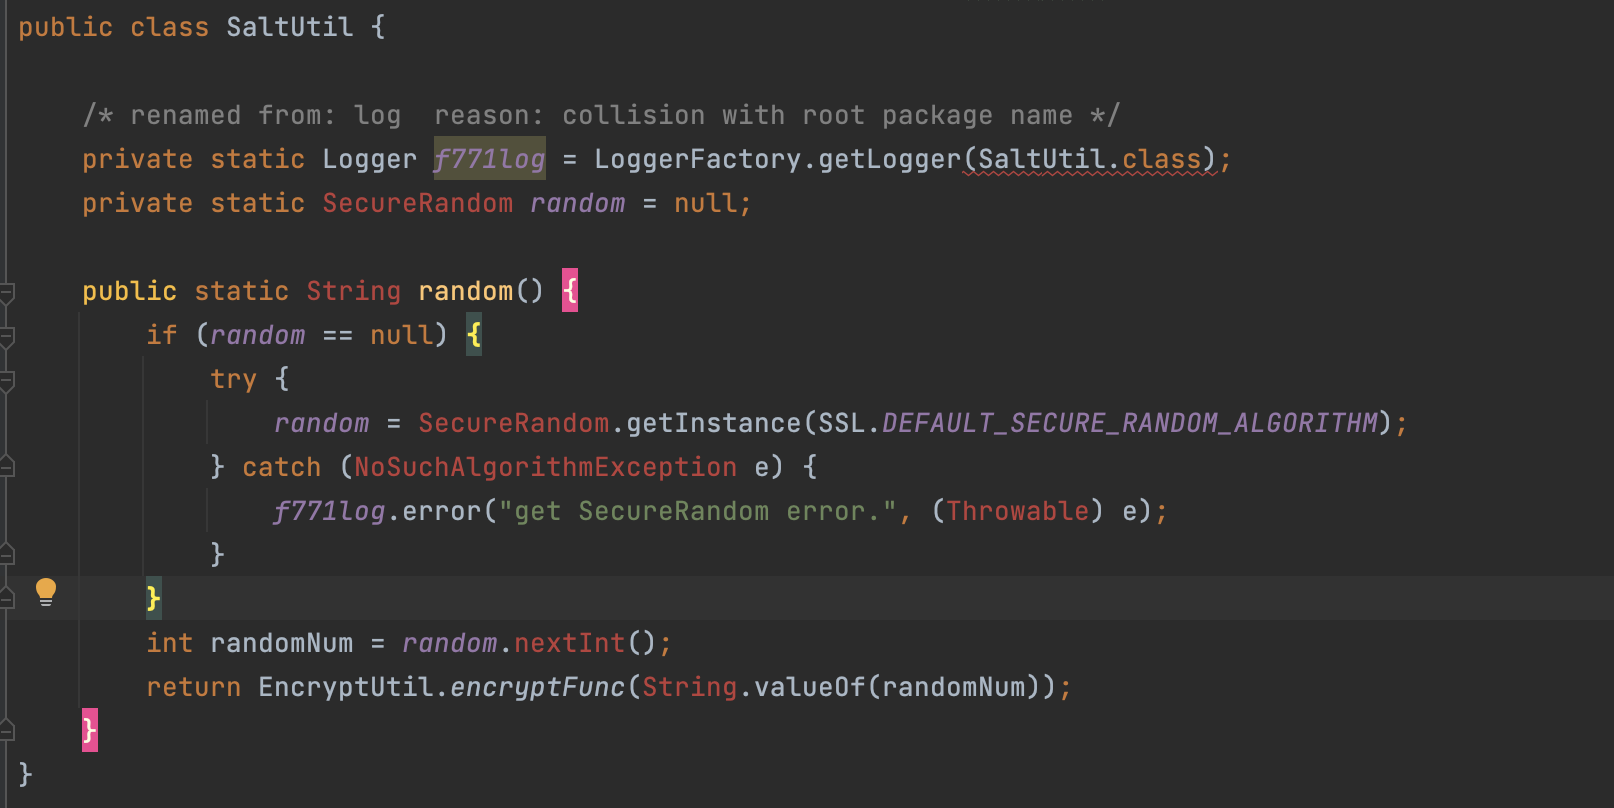 public class SaltUtil {
/* renamed from: log  reason: collision with root package name */
private static Logger f771log = LoggerFactory.getLogger(SaltUtil.class);
private static SecureRandom random = null;
public static String random() {
if (random == null) {
try {
random = SecureRandom.getInstance(SSL.DEFAULT_SECURE_RANDOM_ALGORITHM);
} catch (NoSuchAlgorithmException e) {
f771log.error("get SecureRandom error.", (Throwable) e);
}
}
int randomNum = random.nextInt();
return EncryptUtil.encryptFunc(String.valueOf(randomNum));
}
}